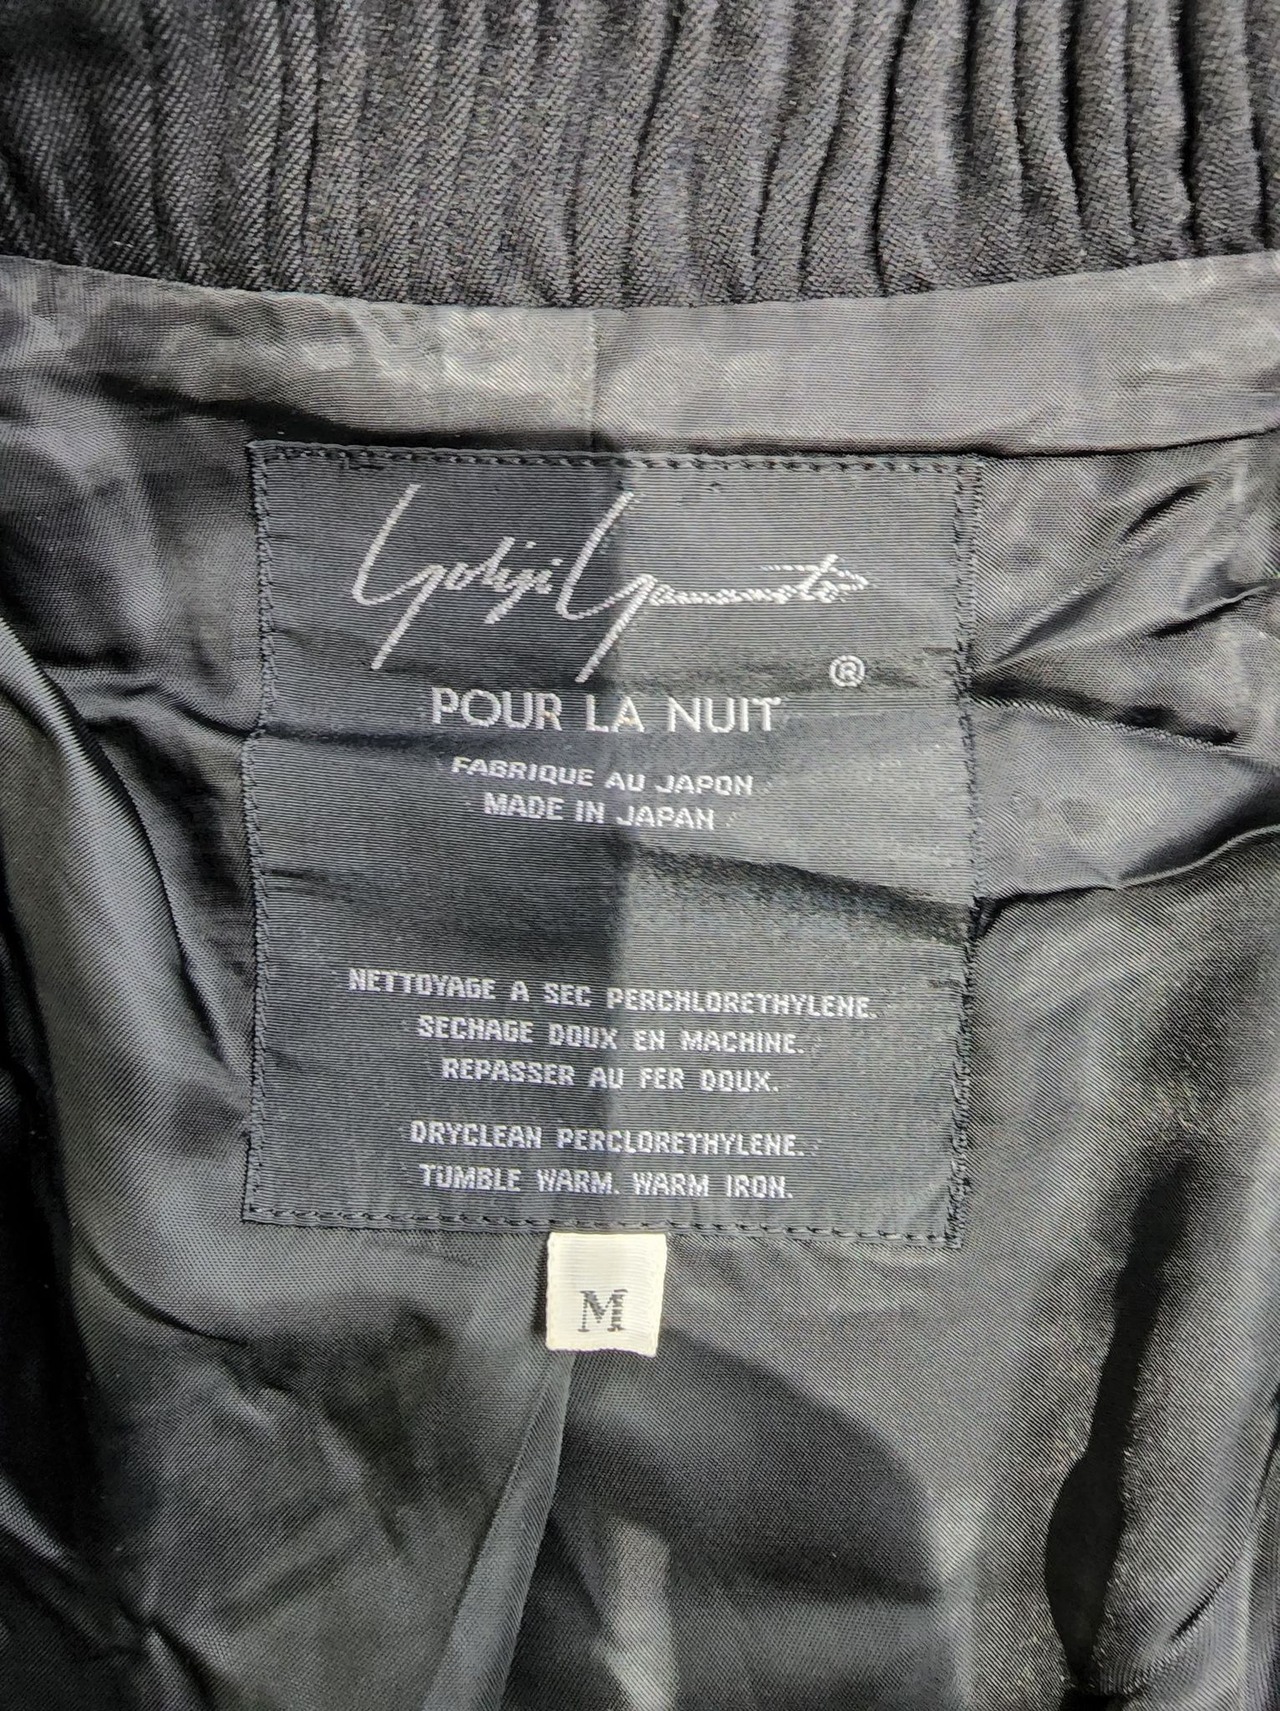 Yohji Yamamoto
®
POUR LA NUIT
FABRIQUE AU JAPON
MADE IN JAPAN
NETTOYAGE A SEC PERCHLORETHYLENE.
SECHAGE DOUX EN MACHINE.
REPASSER AU FER DOUX.
DRYCLEAN PERCLORETHYLENE.
TUMBLE WARM. WARM IRON.
M